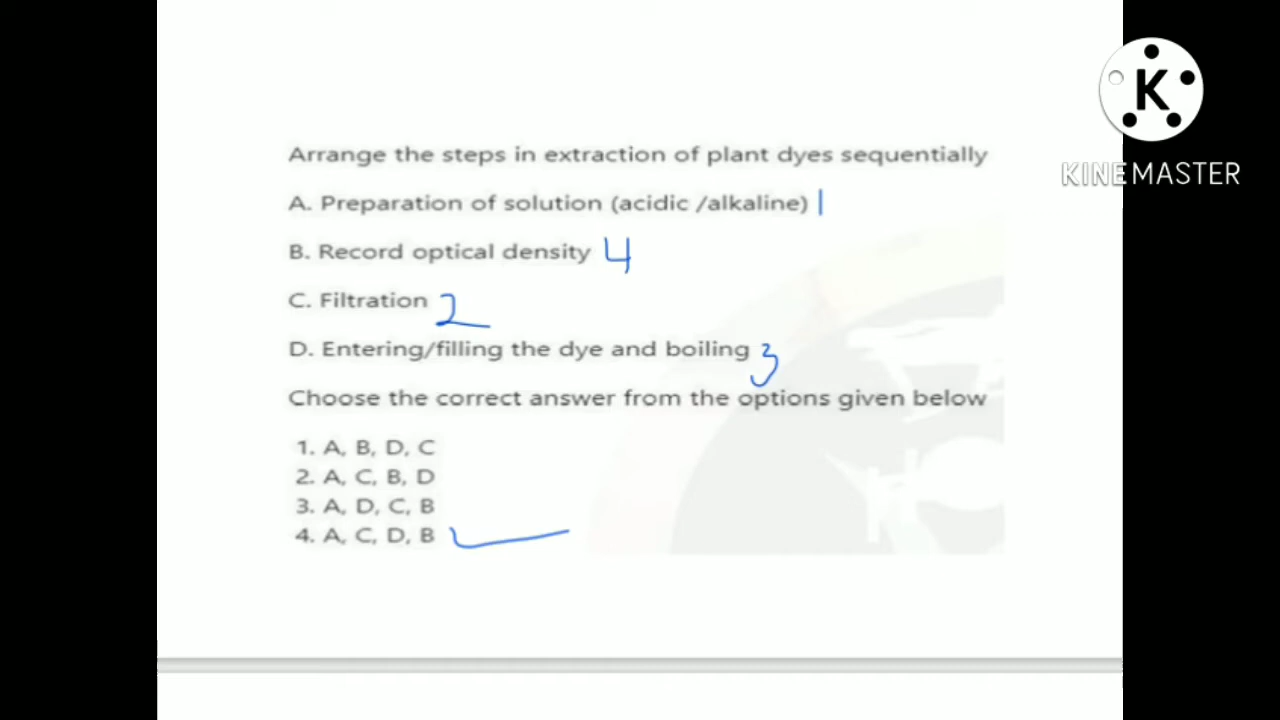 Arrange the steps in extraction of plant dyes sequentially
A. Preparation of solution (acidic /alkaline) 1
B. Record optical density 4
C. Filtration 2
D. Entering/filling the dye and boiling 3
Choose the correct answer from the options given below
1. A, B, D, C
2. A, C, B, D
3. A, D, C, B
4. A, C, D, B
K
KINEMASTER